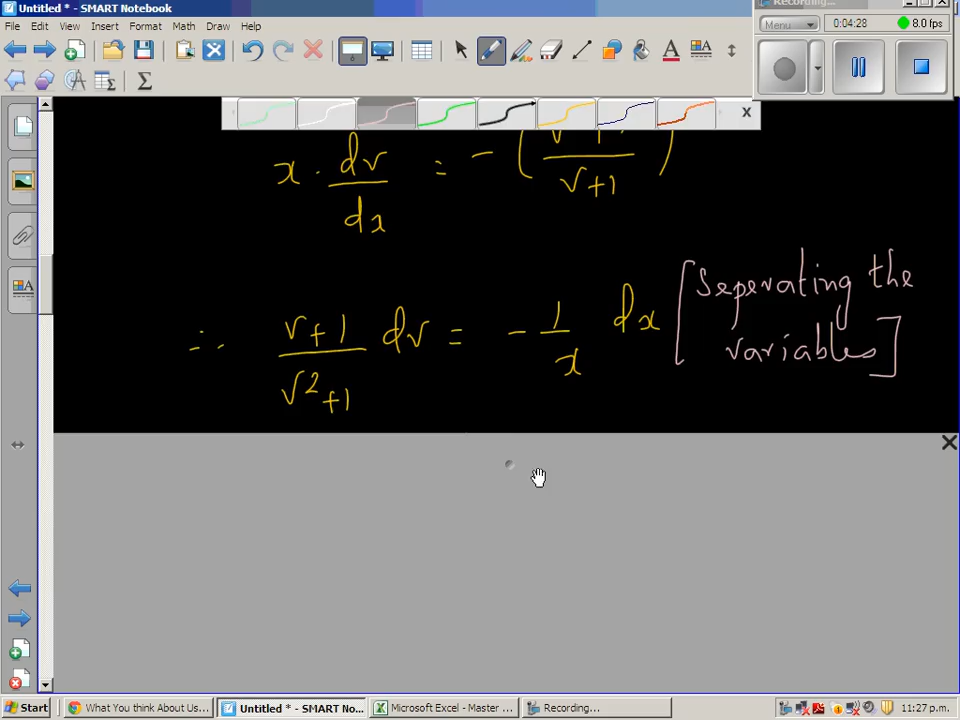 Untitled * - SMART Notebook
Recording...
File Edit View Insert Format Math Draw Help
Menu 0:04:28 8.0 fps
x · dv/dx = - ( /v+1)
∴ v+1/v²+1 dv = - 1/x dx [Seperating the
variables]
Start What You think About Us... Untitled * - SMART No... Microsoft Excel - Master ... Recording... 11:27 p.m.